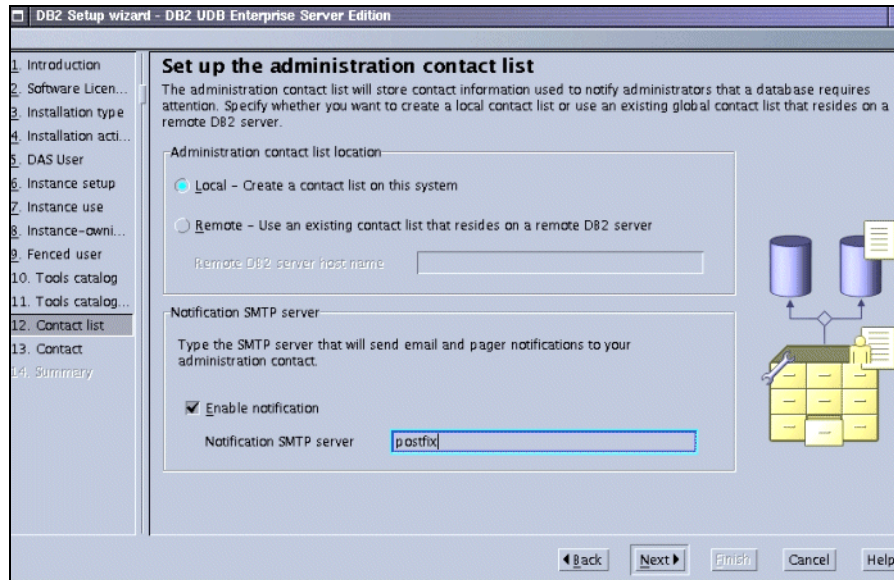 DB2 Setup wizard - DB2 UDB Enterprise Server Edition
1. Introduction
2. Software Licen...
3. Installation type
4. Installation acti...
5. DAS User
6. Instance setup
7. Instance use
8. Instance-owni...
9. Fenced user
10. Tools catalog
11. Tools catalog...
12. Contact list
13. Contact
14. Summary
Set up the administration contact list
The administration contact list will store contact information used to notify administrators that a database requires
attention. Specify whether you want to create a local contact list or use an existing global contact list that resides on a
remote DB2 server.
Administration contact list location
Local - Create a contact list on this system
Remote - Use an existing contact list that resides on a remote DB2 server
Remote DB2 server host name
Notification SMTP server
Type the SMTP server that will send email and pager notifications to your
administration contact.
Enable notification
Notification SMTP server postfix
Back Next Finish Cancel Help